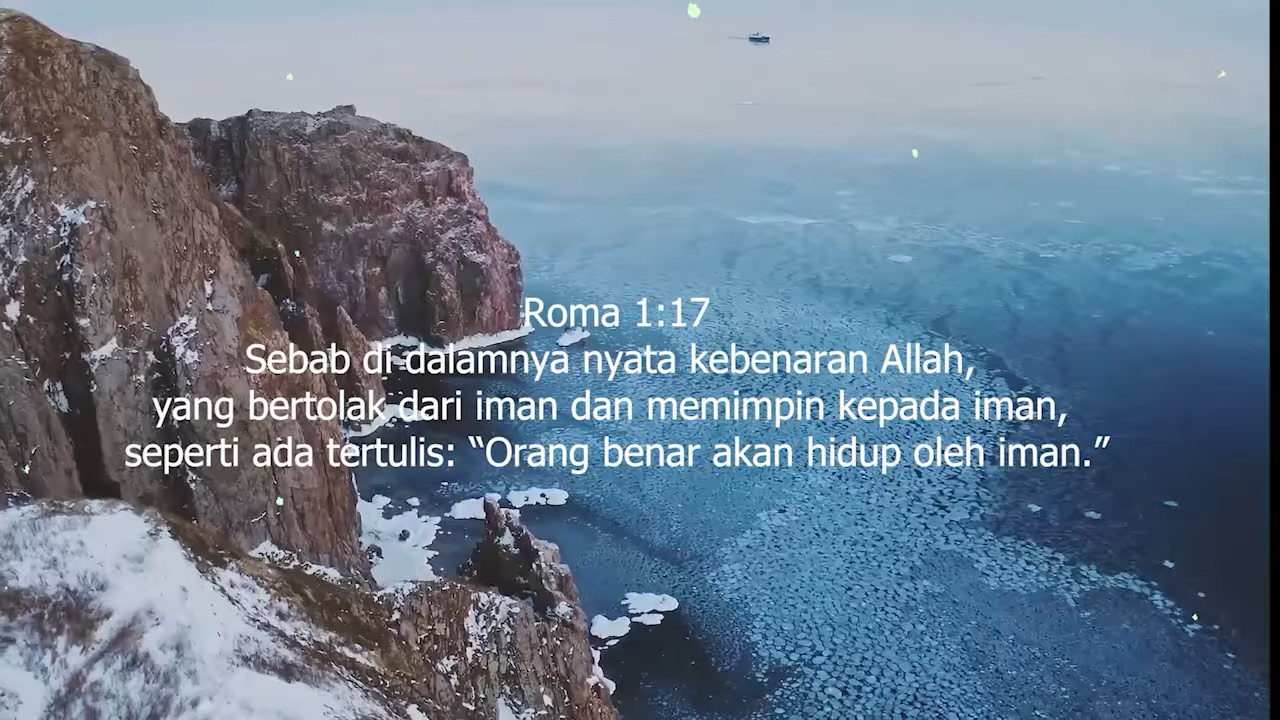 Roma 1:17
Sebab di dalamnya nyata kebenaran Allah,
yang bertolak dari iman dan memimpin kepada iman,
seperti ada tertulis: “Orang benar akan hidup oleh iman.”